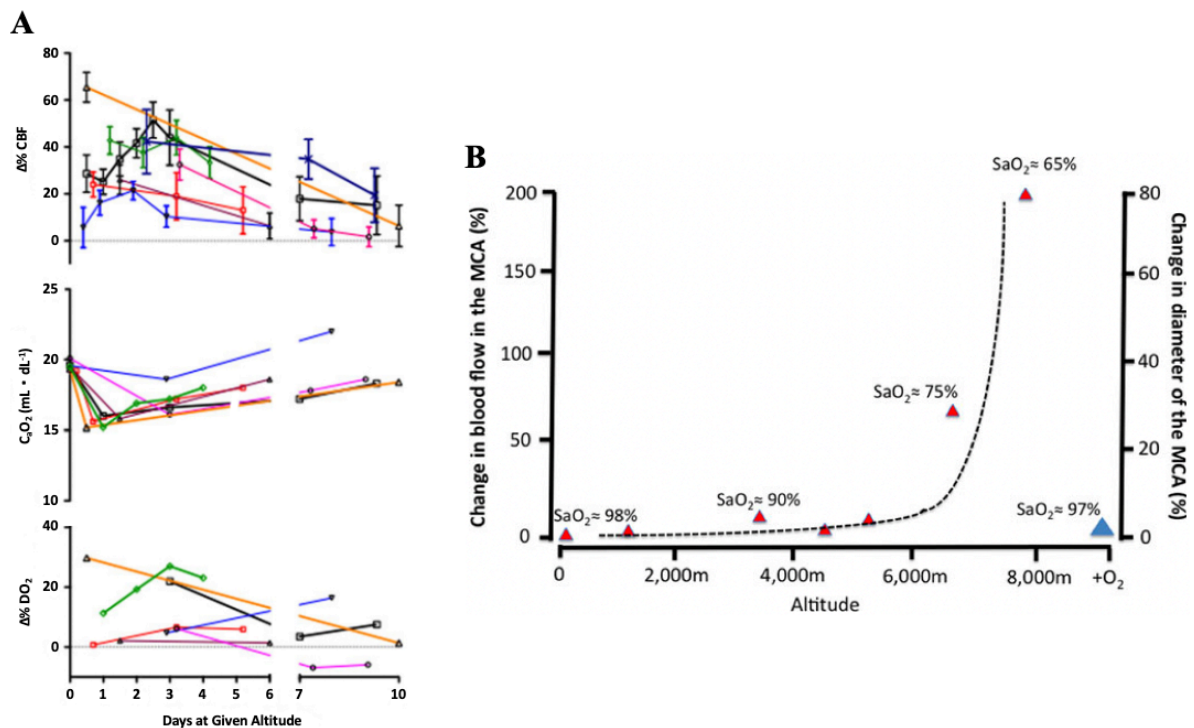 A
80
60
40
20
0
Δ% CBF
25
20
15
10
CaO₂ (mL • dL⁻¹)
40
20
0
Δ% DO₂
0 1 2 3 4 5 6 7 10
Days at Given Altitude
B
Change in blood flow in the MCA (%)
200
150
100
50
0
SaO₂≈ 98%
SaO₂≈ 90%
SaO₂≈ 75%
SaO₂≈ 65%
SaO₂≈ 97%
80
60
40
20
0
Change in diameter of
the MCA (%)
0 2,000m 4,000m 6,000m 8,000m +O₂
Altitude